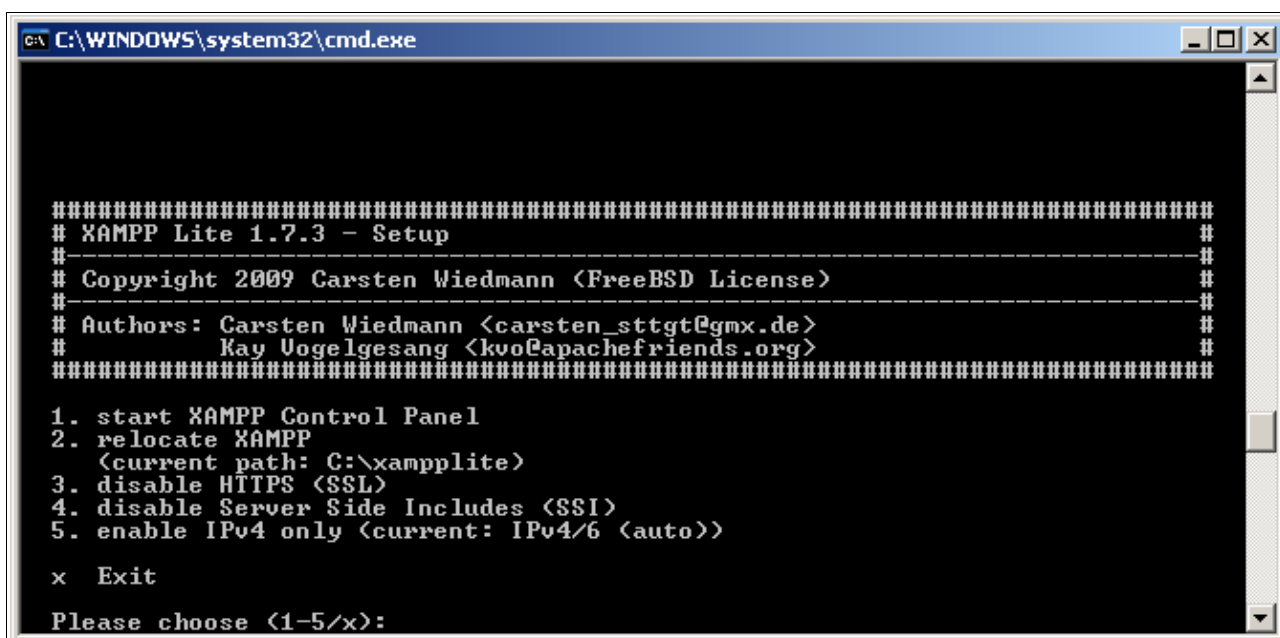 C:\WINDOWS\system32\cmd.exe
###########################################################################
# XAMPP Lite 1.7.3 - Setup #
#-------------------------------------------------------------------------#
# Copyright 2009 Carsten Wiedmann (FreeBSD License) #
#-------------------------------------------------------------------------#
# Authors: Carsten Wiedmann <carsten_sttgt@gmx.de> #
# Kay Vogelgesang <kvo@apachefriends.org> #
###########################################################################
1. start XAMPP Control Panel
2. relocate XAMPP
(current path: C:\xampplite)
3. disable HTTPS (SSL)
4. disable Server Side Includes (SSI)
5. enable IPv4 only (current: IPv4/6 (auto))
x Exit
Please choose (1-5/x):